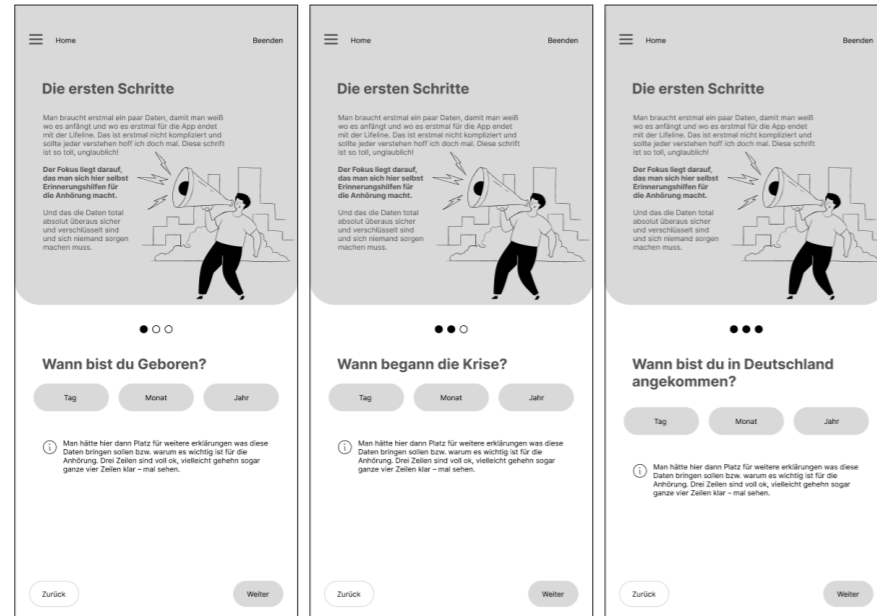 Home
Beenden
Die ersten Schritte
Man braucht erstmal ein paar Daten, damit man weiß
wo es anfängt und wo es erstmal für die App endet
mit der Lifeline. Das ist erstmal nicht kompliziert und
sollte jeder verstehen hoff ich doch mal. Diese schrift
ist so toll, unglaublich!
Der Fokus liegt darauf,
das man sich hier selbst
Erinnerungshilfen für
die Anhörung macht.
Und das die Daten total
absolut überaus sicher
und verschlüsselt sind
und sich niemand sorgen
machen muss.
Wann bist du Geboren?
Tag
Monat
Jahr
Man hätte hier dann Platz für weitere erklärungen was diese
Daten bringen sollen bzw. warum es wichtig ist für die
Anhörung. Drei Zeilen sind voll ok, vielleicht gehehn sogar
ganze vier Zeilen klar – mal sehen.
Zurück
Weiter
Home
Beenden
Die ersten Schritte
Man braucht erstmal ein paar Daten, damit man weiß
wo es anfängt und wo es erstmal für die App endet
mit der Lifeline. Das ist erstmal nicht kompliziert und
sollte jeder verstehen hoff ich doch mal. Diese schrift
ist so toll, unglaublich!
Der Fokus liegt darauf,
das man sich hier selbst
Erinnerungshilfen für
die Anhörung macht.
Und das die Daten total
absolut überaus sicher
und verschlüsselt sind
und sich niemand sorgen
machen muss.
Wann begann die Krise?
Tag
Monat
Jahr
Man hätte hier dann Platz für weitere erklärungen was diese
Daten bringen sollen bzw. warum es wichtig ist für die
Anhörung. Drei Zeilen sind voll ok, vielleicht gehehn sogar
ganze vier Zeilen klar – mal sehen.
Zurück
Weiter
Home
Beenden
Die ersten Schritte
Man braucht erstmal ein paar Daten, damit man weiß
wo es anfängt und wo es erstmal für die App endet
mit der Lifeline. Das ist erstmal nicht kompliziert und
sollte jeder verstehen hoff ich doch mal. Diese schrift
ist so toll, unglaublich!
Der Fokus liegt darauf,
das man sich hier selbst
Erinnerungshilfen für
die Anhörung macht.
Und das die Daten total
absolut überaus sicher
und verschlüsselt sind
und sich niemand sorgen
machen muss.
Wann bist du in Deutschland
angekommen?
Tag
Monat
Jahr
Man hätte hier dann Platz für weitere erklärungen was diese
Daten bringen sollen bzw. warum es wichtig ist für die
Anhörung. Drei Zeilen sind voll ok, vielleicht gehehn sogar
ganze vier Zeilen klar – mal sehen.
Zurück
Weiter